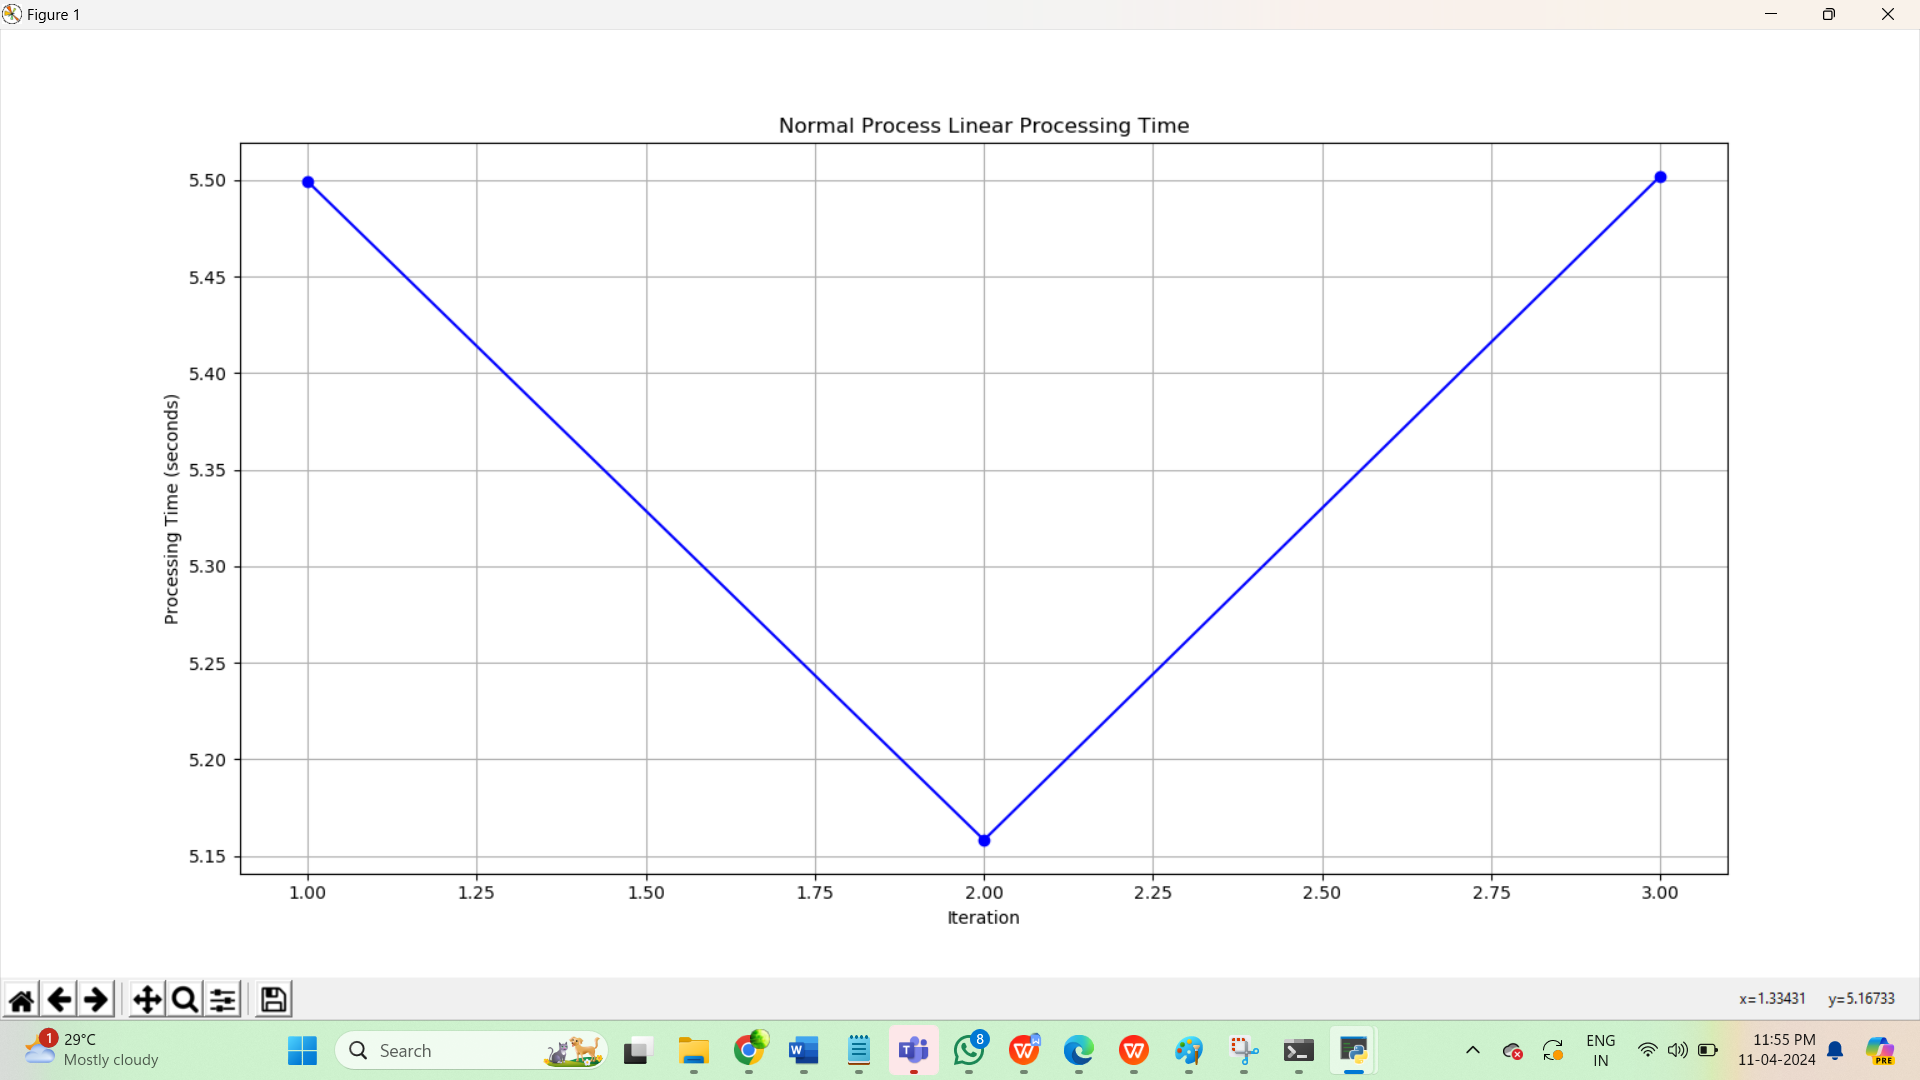 Figure 1
Normal Process Linear Processing Time
Processing Time (seconds)
5.50
5.45
5.40
5.35
5.30
5.25
5.20
5.15
1.00 1.25 1.50 1.75 2.00 2.25 2.50 2.75 3.00
Iteration
x=1.33431 y=5.16733
1
29°C
Mostly cloudy
Search
W
T
8
W
W
W
PRE
ENG
IN
11:55 PM
11-04-2024